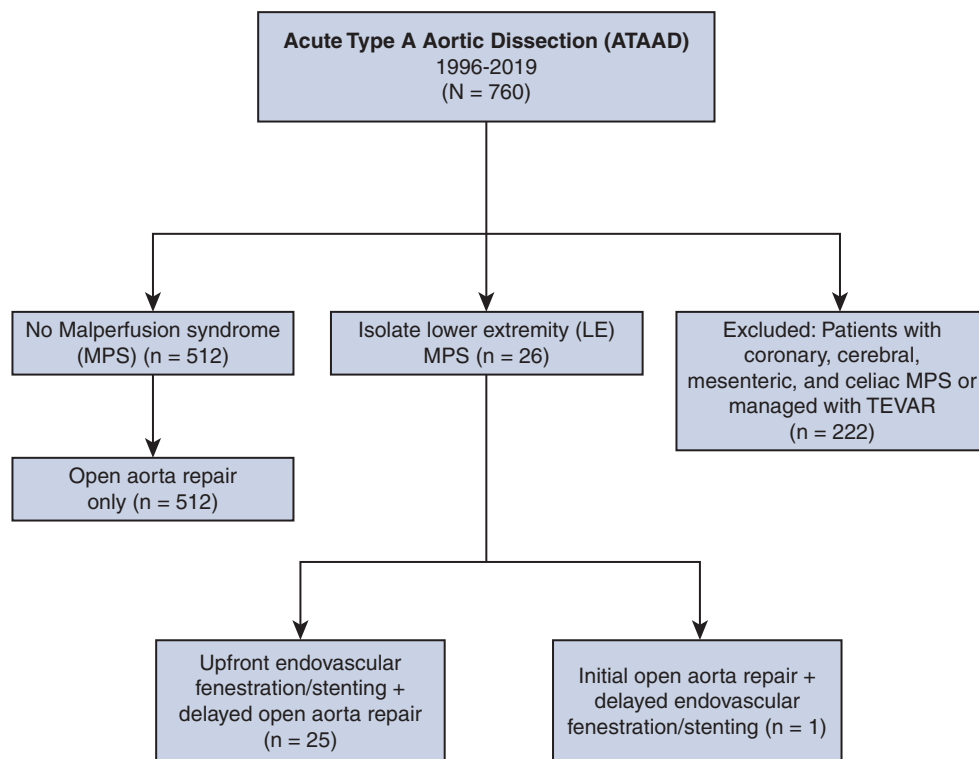 Acute Type A Aortic Dissection (ATAAD)
1996-2019
(N = 760)
No Malperfusion syndrome
(MPS) (n = 512)
Isolate lower extremity (LE)
MPS (n = 26)
Excluded: Patients with
coronary, cerebral,
mesenteric, and celiac MPS or
managed with TEVAR
(n = 222)
Open aorta repair
only (n = 512)
Upfront endovascular
fenestration/stenting +
delayed open aorta repair
(n = 25)
Initial open aorta repair +
delayed endovascular
fenestration/stenting (n = 1)